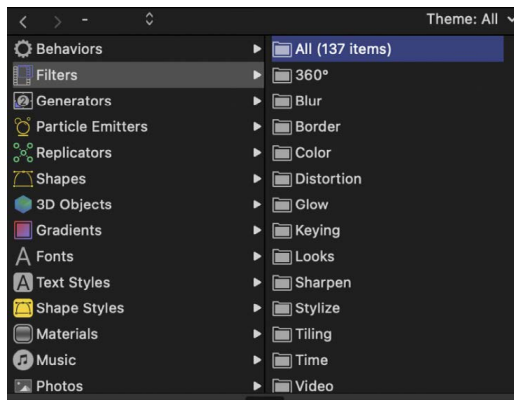 Theme: All
Behaviors
Filters
Generators
Particle Emitters
Replicators
Shapes
3D Objects
Gradients
Fonts
Text Styles
Shape Styles
Materials
Music
Photos
All (137 items)
360°
Blur
Border
Color
Distortion
Glow
Keying
Looks
Sharpen
Stylize
Tiling
Time
Video